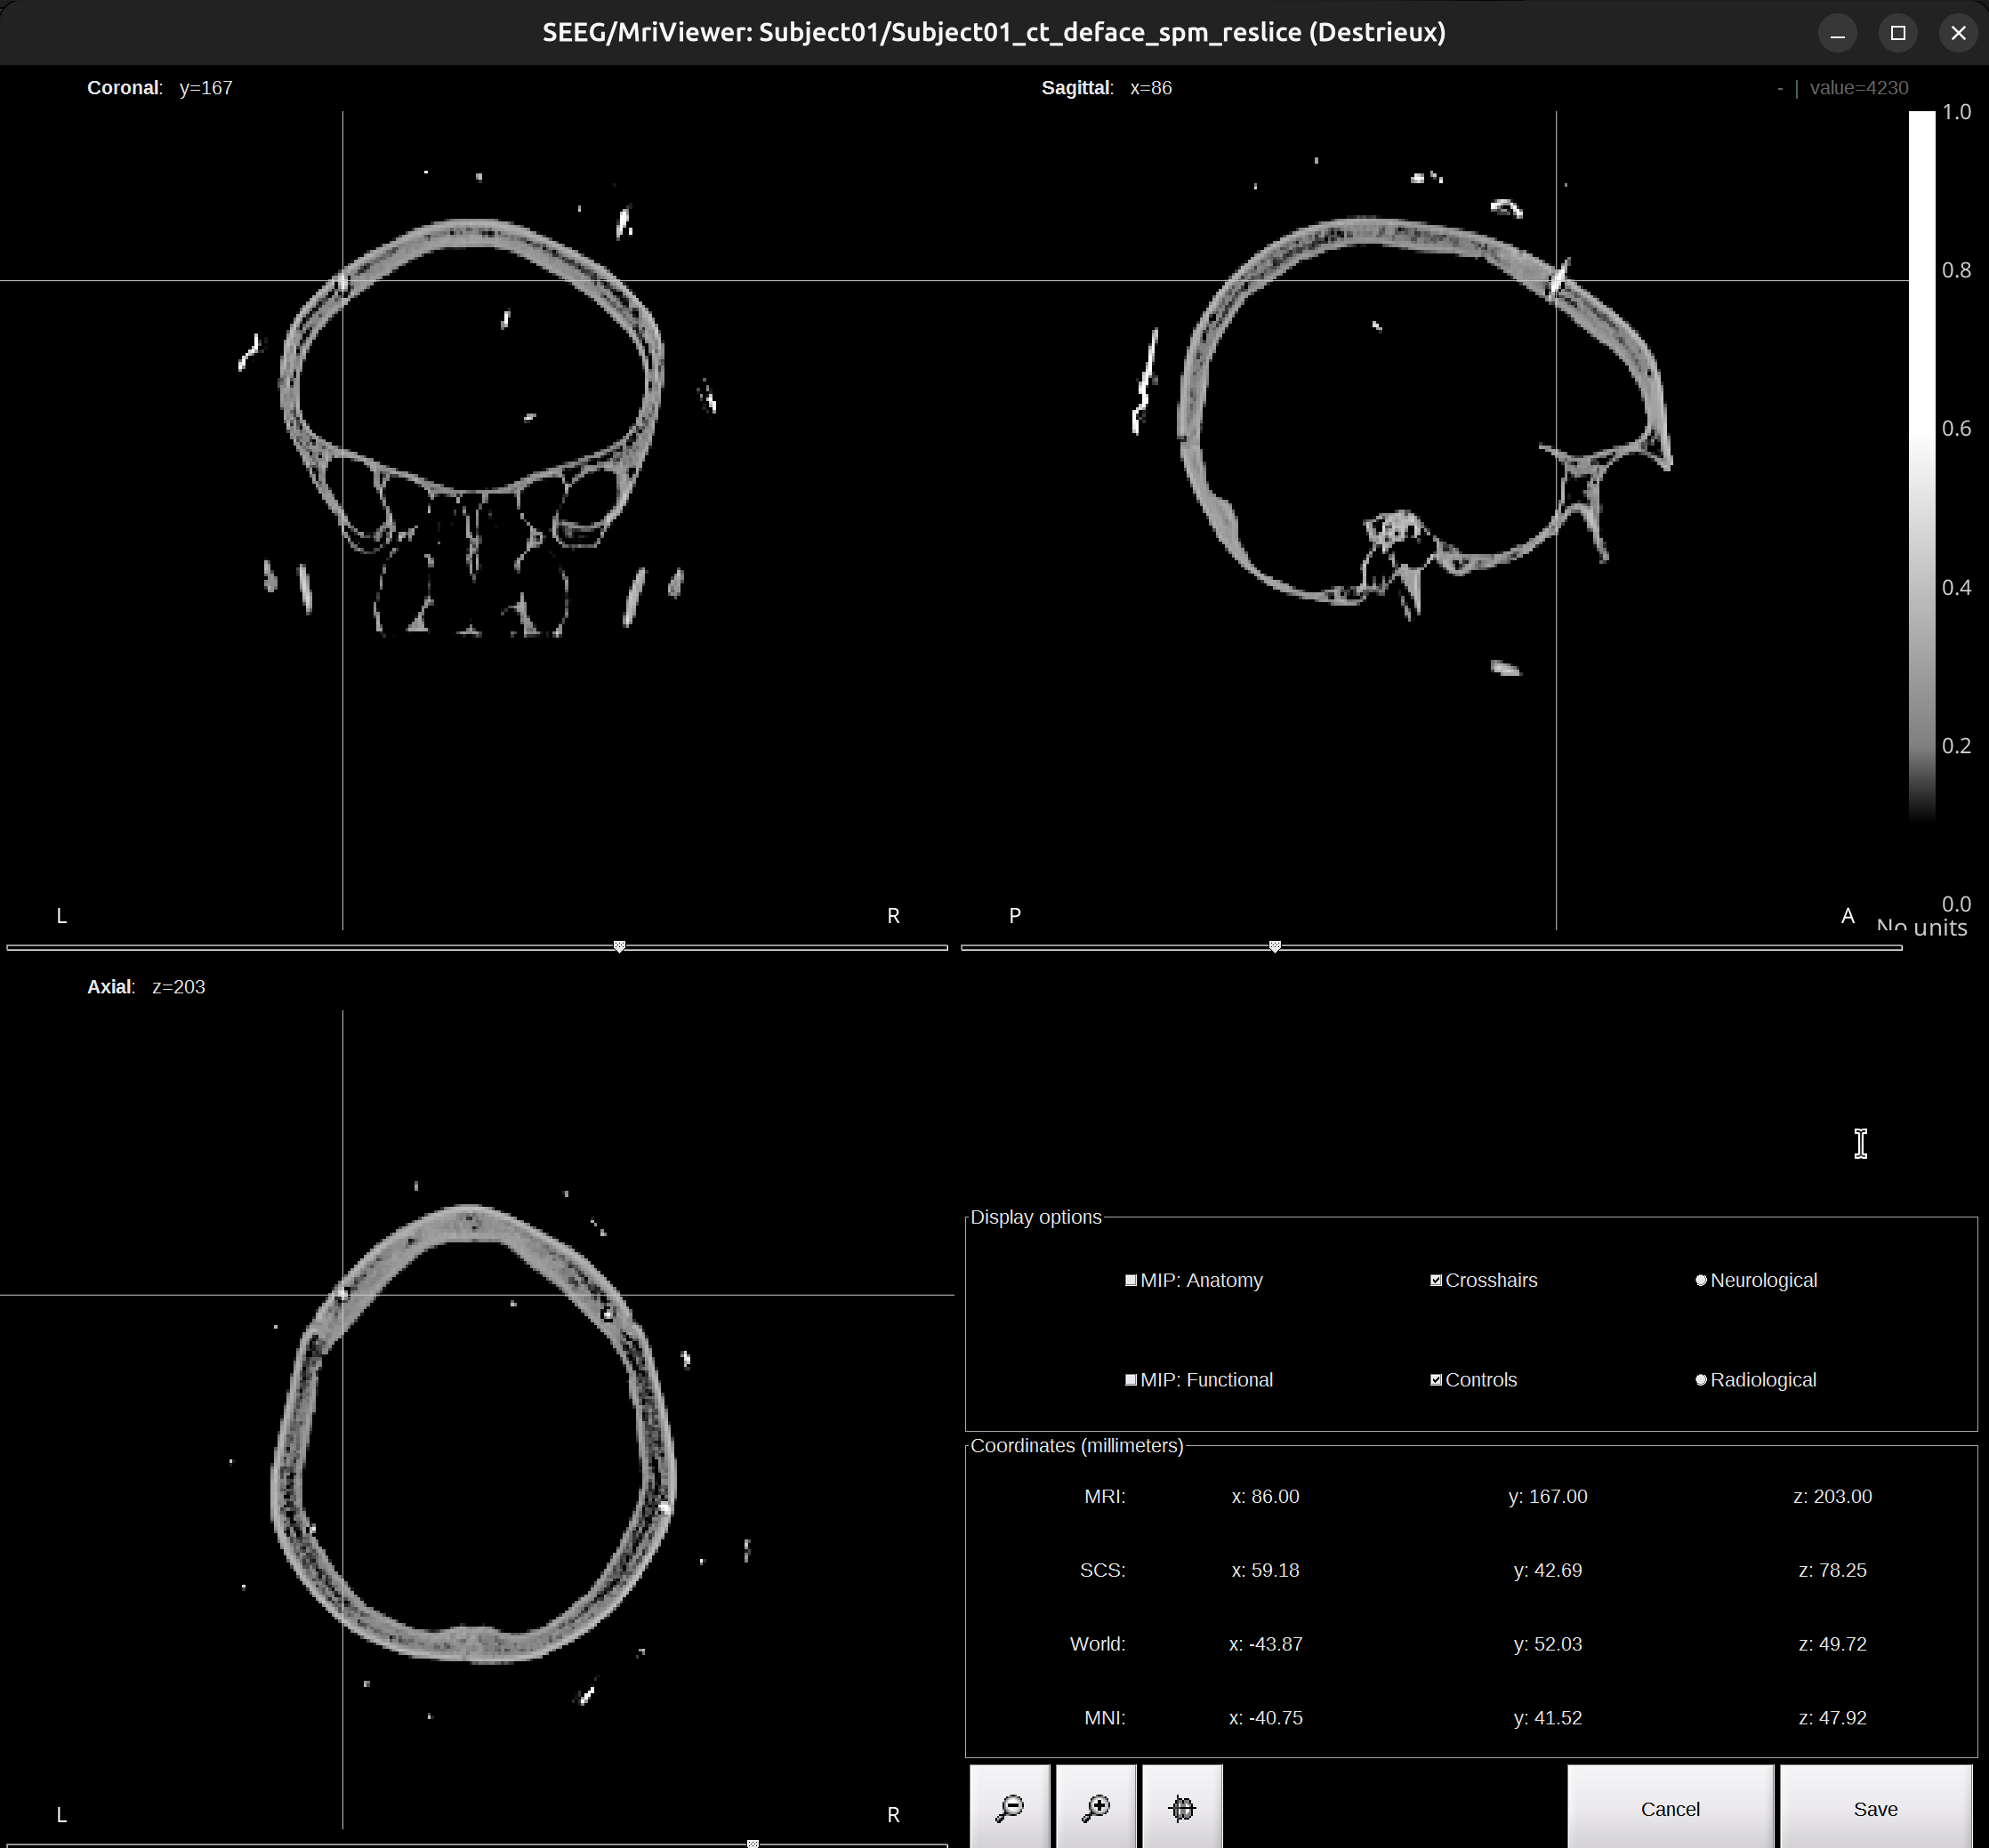 SEEG/MriViewer: Subject01/Subject01_ct_deface_spm_reslice (Destrieux)
Coronal: y=167
Sagittal: x=86
- | value=4230
1.0
0.8
0.6
0.4
0.2
0.0
No units
L R
P A
Axial: z=203
Display options
MIP: Anatomy Crosshairs Neurological
MIP: Functional Controls Radiological
Coordinates (millimeters)
MRI: x: 86.00 y: 167.00 z: 203.00
SCS: x: 59.18 y: 42.69 z: 78.25
World: x: -43.87 y: 52.03 z: 49.72
MNI: x: -40.75 y: 41.52 z: 47.92
L R
Cancel Save